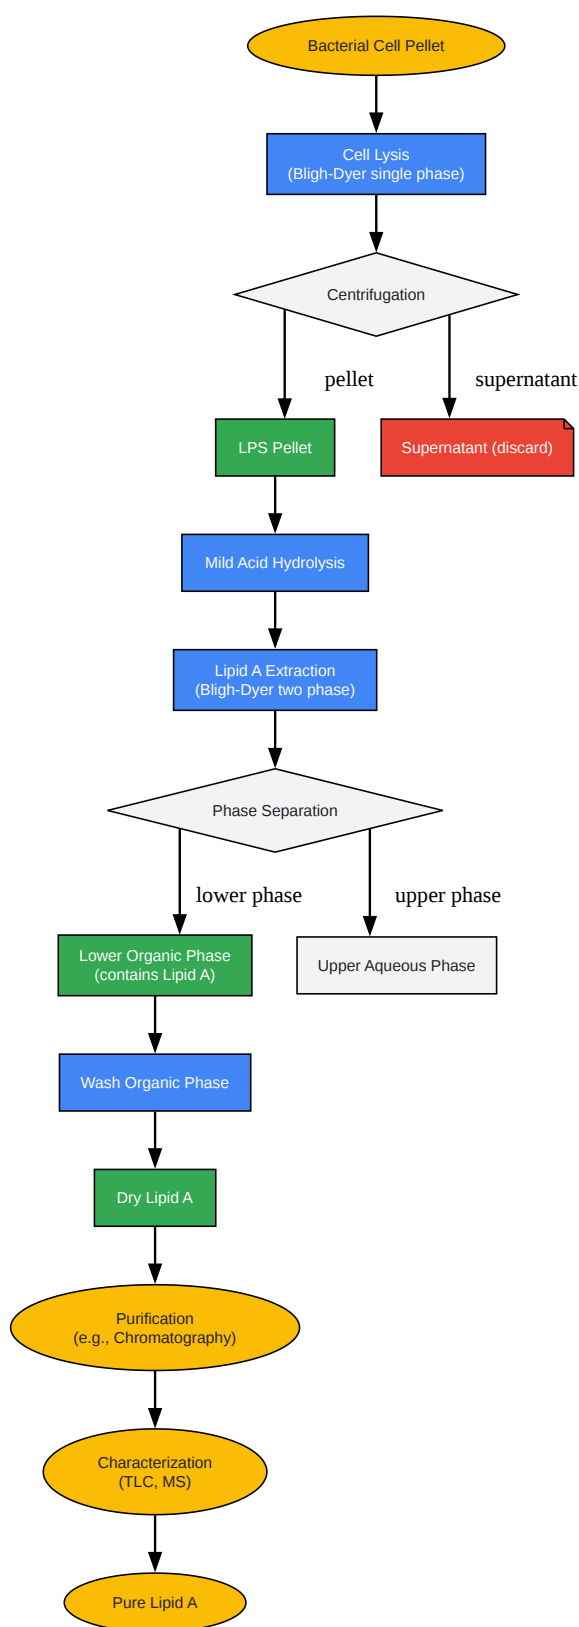 Bacterial Cell Pellet
Cell Lysis
(Bligh-Dyer single phase)
Centrifugation
pellet
supernatant
LPS Pellet
Supernatant (discard)
Mild Acid Hydrolysis
Lipid A Extraction
(Bligh-Dyer two phase)
Phase Separation
lower phase
upper phase
Lower Organic Phase
(contains Lipid A)
Upper Aqueous Phase
Wash Organic Phase
Dry Lipid A
Purification
(e.g., Chromatography)
Characterization
(TLC, MS)
Pure Lipid A